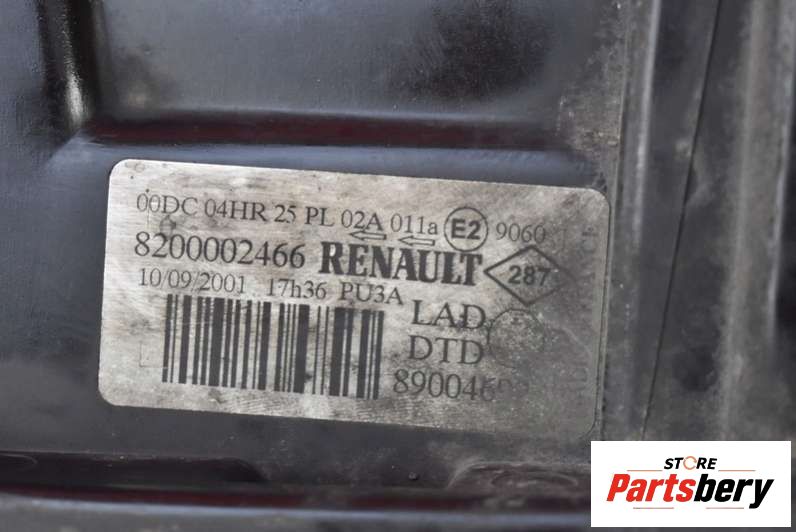 00DC 04HR 25 PL 02A 011a E2 9060
8200002466 RENAULT 287
10/09/2001 17h36 PU3A
LAD
DTD
STORE
Partsbery